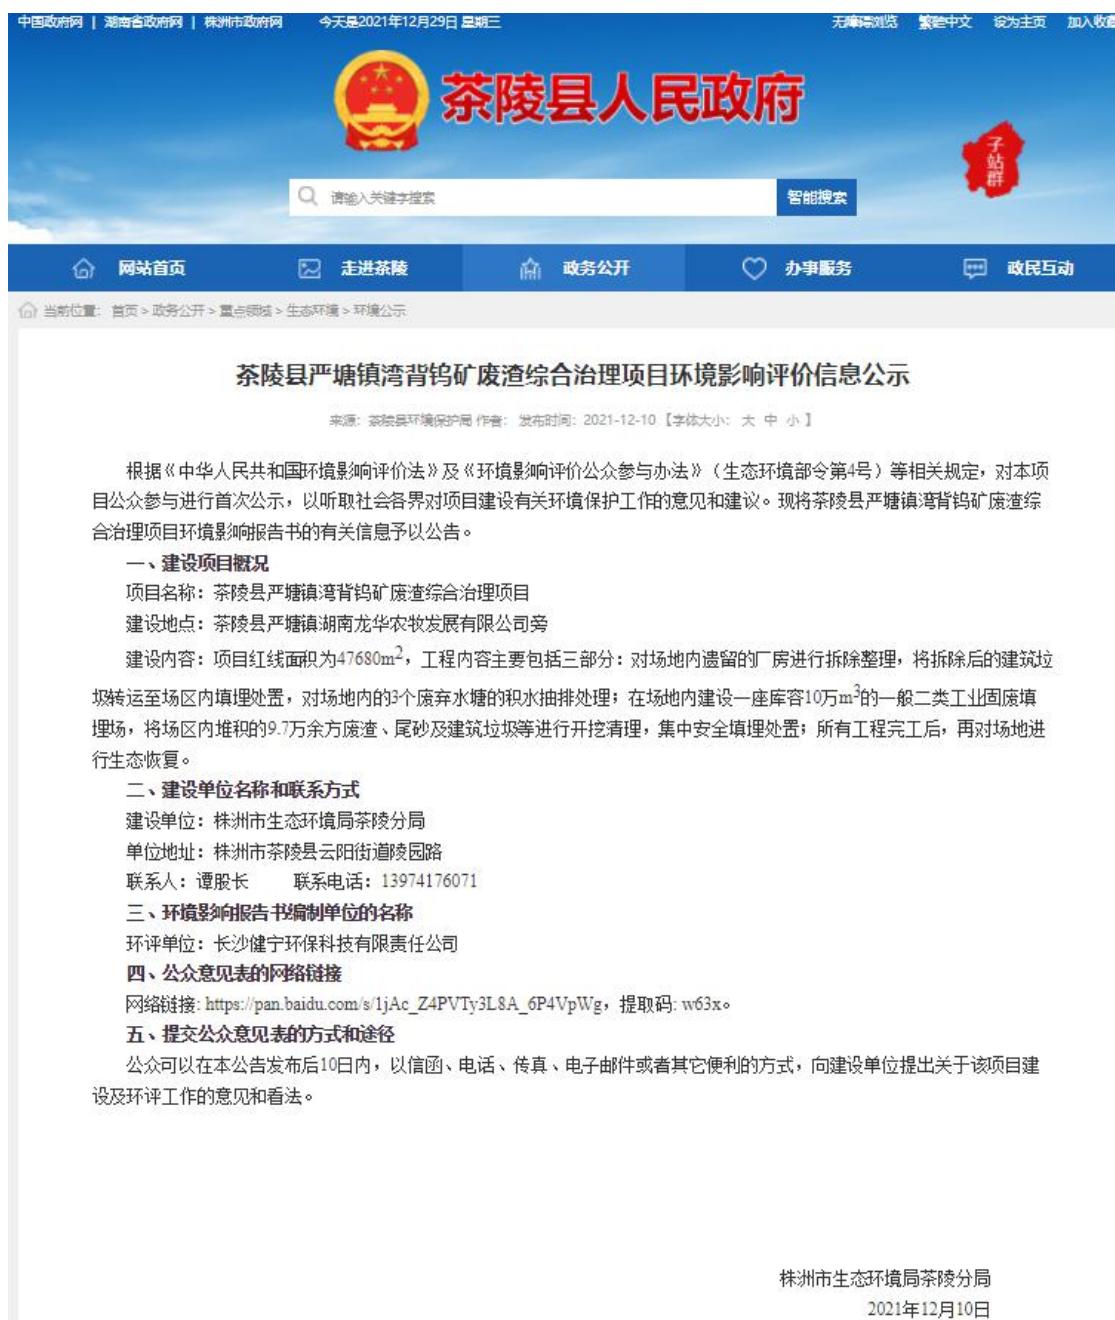 中国政府网 | 湖南省政府网 | 株洲市政府网 今天是2021年12月29日 星期三 无障碍浏览 繁體中文 设为主页 加入收藏
茶陵县人民政府
子站群
请输入关键字搜索 智能搜索
网站首页 走进茶陵 政务公开 办事服务 政民互动
当前位置: 首页 > 政务公开 > 重点领域 > 生态环境 > 环境公示
茶陵县严塘镇湾背钨矿废渣综合治理项目环境影响评价信息公示
来源: 茶陵县环境保护局 作者: 发布时间: 2021-12-10 【字体大小: 大 中 小 】
根据《中华人民共和国环境影响评价法》及《环境影响评价公众参与办法》（生态环境部令第4号）等相关规定，对本项
目公众参与进行首次公示，以听取社会各界对项目建设有关环境保护工作的意见和建议。现将茶陵县严塘镇湾背钨矿废渣综
合治理项目环境影响报告书的有关信息予以公告。
一、建设项目概况
项目名称：茶陵县严塘镇湾背钨矿废渣综合治理项目
建设地点：茶陵县严塘镇湖南龙华农牧发展有限公司旁
建设内容：项目红线面积为47680m²，工程内容主要包括三部分：对场地内遗留的厂房进行拆除整理，将拆除后的建筑垃
圾转运至场区内填埋处置，对场地内的3个废弃水塘的积水抽排处理；在场地内建设一座库容10万m³的一般二类工业固废填
埋场，将场区内堆积的9.7万余方废渣、尾砂及建筑垃圾等进行开挖清理，集中安全填埋处置；所有工程完工后，再对场地进
行生态恢复。
二、建设单位名称和联系方式
建设单位：株洲市生态环境局茶陵分局
单位地址：株洲市茶陵县云阳街道陵园路
联系人：谭股长 联系电话：13974176071
三、环境影响报告书编制单位的名称
环评单位：长沙健宁环保科技有限责任公司
四、公众意见表的网络链接
网络链接: https://pan.baidu.com/s/1jAc_Z4PVTy3L8A_6P4VpWg，提取码: w63x。
五、提交公众意见表的方式和途径
公众可以在本公告发布后10日内，以信函、电话、传真、电子邮件或者其它便利的方式，向建设单位提出关于该项目建
设及环评工作的意见和看法。
株洲市生态环境局茶陵分局
2021年12月10日